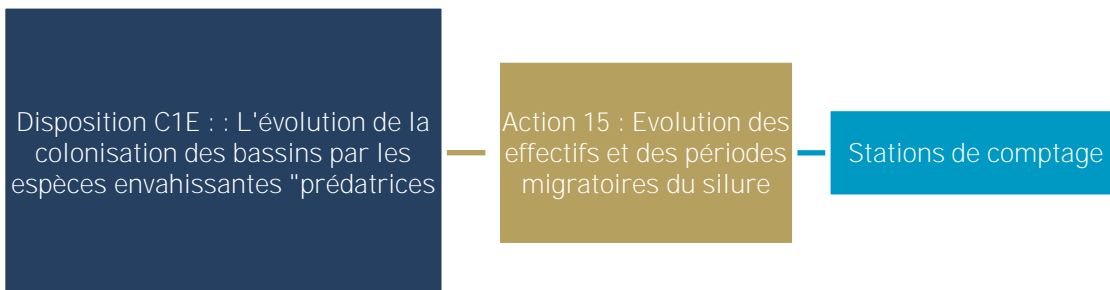 Disposition C1E : : L'évolution de la
colonisation des bassins par les
espèces envahissantes "prédatrices
Action 15 : Evolution des
effectifs et des périodes
migratoires du silure
Stations de comptage